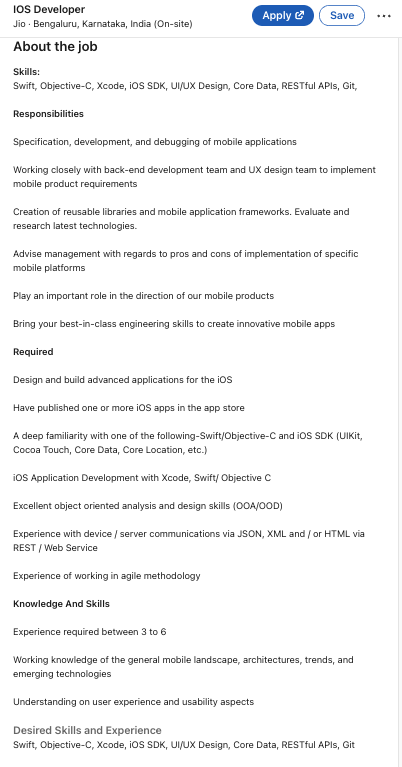 IOS Developer
Jio · Bengaluru, Karnataka, India (On-site)
Apply
Save
About the job
Skills:
Swift, Objective-C, Xcode, iOS SDK, UI/UX Design, Core Data, RESTful APIs, Git,
Responsibilities
Specification, development, and debugging of mobile applications
Working closely with back-end development team and UX design team to implement
mobile product requirements
Creation of reusable libraries and mobile application frameworks. Evaluate and
research latest technologies.
Advise management with regards to pros and cons of implementation of specific
mobile platforms
Play an important role in the direction of our mobile products
Bring your best-in-class engineering skills to create innovative mobile apps
Required
Design and build advanced applications for the iOS
Have published one or more iOS apps in the app store
A deep familiarity with one of the following-Swift/Objective-C and iOS SDK (UIKit,
Cocoa Touch, Core Data, Core Location, etc.)
iOS Application Development with Xcode, Swift/ Objective C
Excellent object oriented analysis and design skills (OOA/OOD)
Experience with device / server communications via JSON, XML and / or HTML via
REST / Web Service
Experience of working in agile methodology
Knowledge And Skills
Experience required between 3 to 6
Working knowledge of the general mobile landscape, architectures, trends, and
emerging technologies
Understanding on user experience and usability aspects
Desired Skills and Experience
Swift, Objective-C, Xcode, iOS SDK, UI/UX Design, Core Data, RESTful APIs, Git